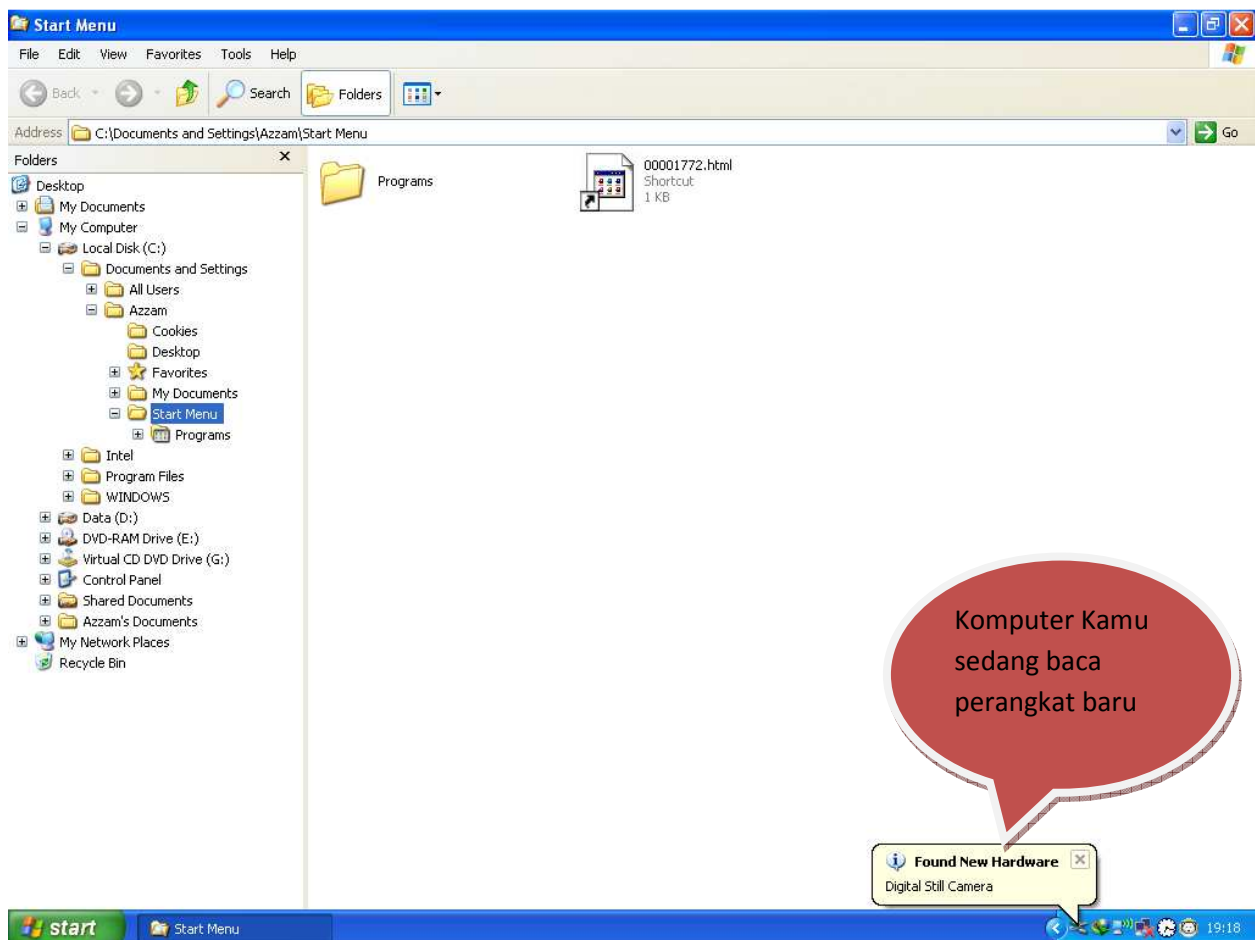 Start Menu
File Edit View Favorites Tools Help
Back Search Folders
Address C:\Documents and Settings\Azzam\Start Menu Go
Folders
Desktop
My Documents
My Computer
Local Disk (C:)
Documents and Settings
All Users
Azzam
Cookies
Desktop
Favorites
My Documents
Start Menu
Programs
Intel
Program Files
WINDOWS
Data (D:)
DVD-RAM Drive (E:)
Virtual CD DVD Drive (G:)
Control Panel
Shared Documents
Azzam's Documents
My Network Places
Recycle Bin
Programs
00001772.html
Shortcut
1 KB
Komputer Kamu
sedang baca
perangkat baru
Found New Hardware
Digital Still Camera
start Start Menu 19:18